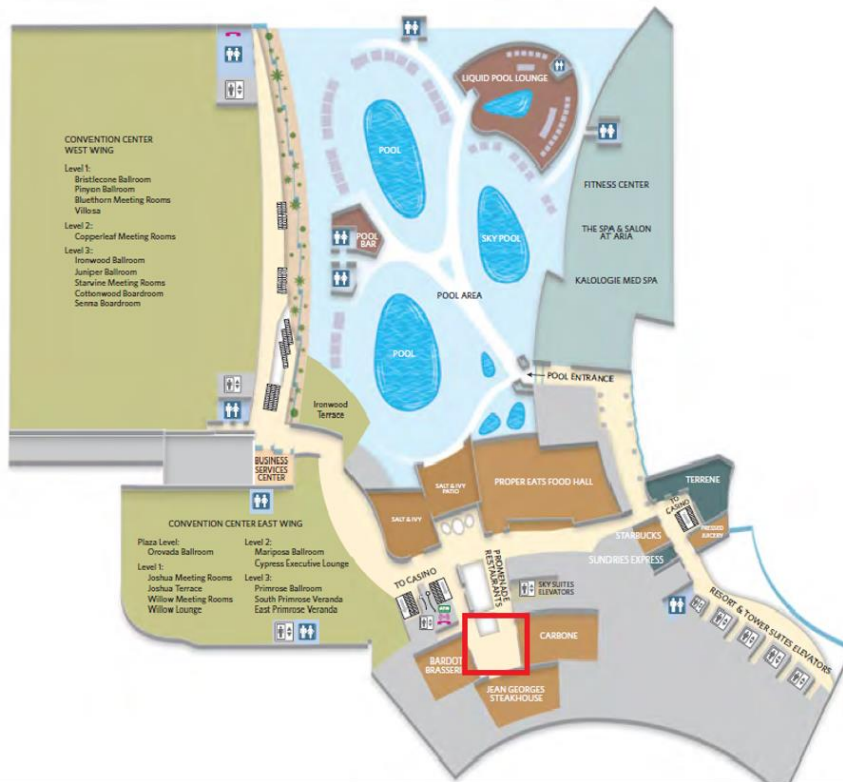 CONVENTION CENTER
WEST WING
Level 1:
Bristlecone Ballroom
Pinyon Ballroom
Bluethorn Meeting Rooms
Villosa
Level 2:
Copperleaf Meeting Rooms
Level 3:
Ironwood Ballroom
Juniper Ballroom
Starvine Meeting Rooms
Cottonwood Boardroom
Senna Boardroom
LIQUID POOL LOUNGE
POOL
POOL
BAR
SKY POOL
POOL AREA
POOL
FITNESS CENTER
THE SPA & SALON
AT ARIA
KALOLOGIE MED SPA
POOL ENTRANCE
Ironwood
Terrace
BUSINESS
SERVICES
CENTER
SALT & IVY
PATIO
SALT & IVY
PROPER EATS FOOD HALL
TERRENE
TO
CASINO
PRESSED
JUICERY
STARBUCKS
SUNDRIES EXPRESS
CONVENTION CENTER EAST WING
Plaza Level:
Orovada Ballroom
Level 1:
Joshua Meeting Rooms
Joshua Terrace
Willow Meeting Rooms
Willow Lounge
Level 2:
Mariposa Ballroom
Cypress Executive Lounge
Level 3:
Primrose Ballroom
South Primrose Veranda
East Primrose Veranda
TO CASINO
PROMENADE
RESTAURANTS
SKY SUITES
ELEVATORS
RESORT & TOWER SUITES ELEVATORS
ATM
CARBONE
BARDOT
BRASSERI
JEAN GEORGES
STEAKHOUSE